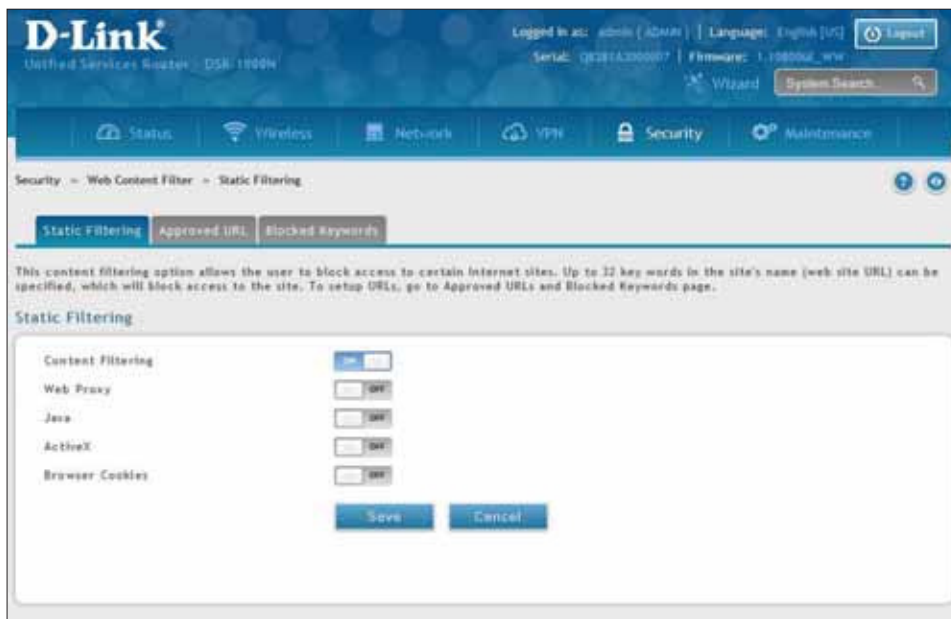 D-Link
Unified Services Router - DSR-1000N
Logged in as: admin ( ADMIN ) | Language: English [US]
Logout
Serial: | Firmware:
Wizard
System Search...
Status
Wireless
Network
VPN
Security
Maintenance
Security » Web Content Filter » Static Filtering
Static Filtering
Approved URL
Blocked Keywords
This content filtering option allows the user to block access to certain Internet sites. Up to 32 key words in the site's name (web site URL) can be
specified, which will block access to the site. To setup URLs, go to Approved URLs and Blocked Keywords page.
Static Filtering
Content Filtering ON
Web Proxy OFF
Java OFF
ActiveX OFF
Browser Cookies OFF
Save
Cancel